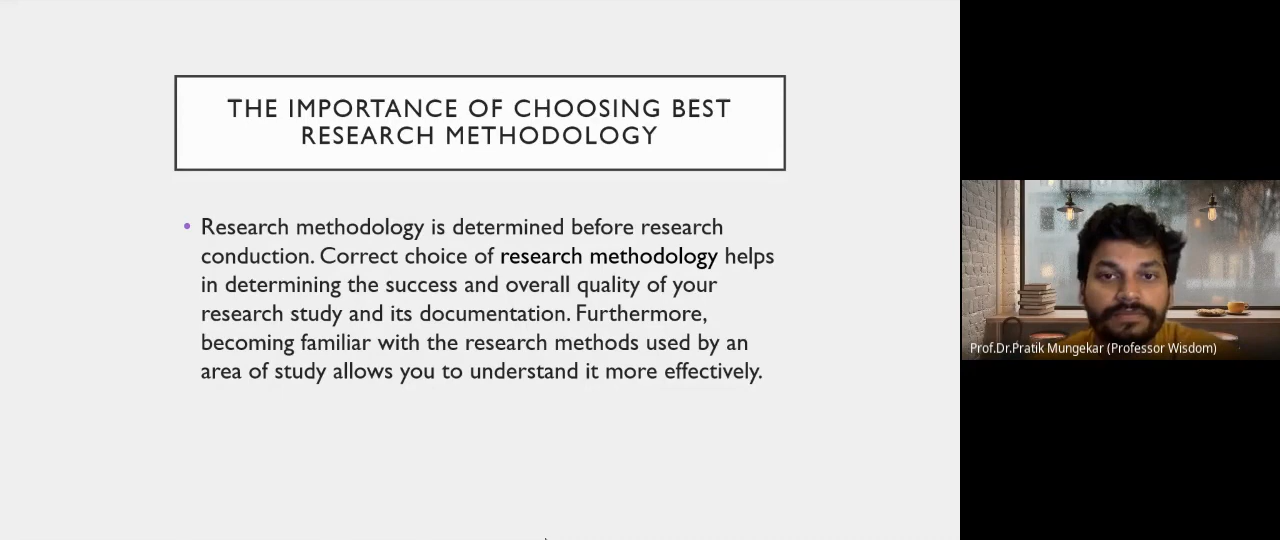 THE IMPORTANCE OF CHOOSING BEST
RESEARCH METHODOLOGY
• Research methodology is determined before research
conduction. Correct choice of research methodology helps
in determining the success and overall quality of your
research study and its documentation. Furthermore,
becoming familiar with the research methods used by an
area of study allows you to understand it more effectively.
Prof.Dr.Pratik Mungekar (Professor Wisdom)